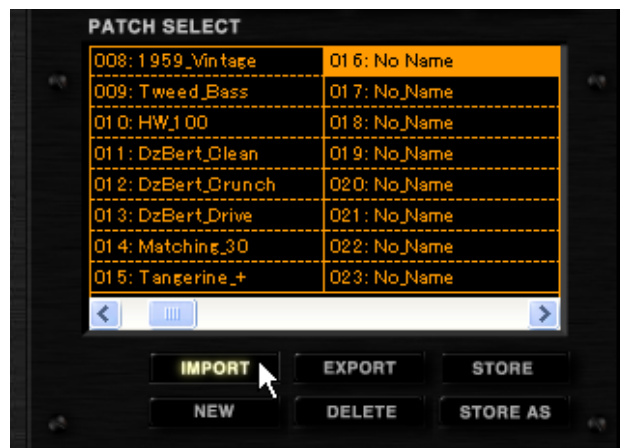 PATCH SELECT
008: 1959_Vintage 016: No Name
009: Tweed_Bass 017: No_Name
010: HW_100 018: No_Name
011: DzBert_Clean 019: No_Name
012: DzBert_Crunch 020: No_Name
013: DzBert_Drive 021: No_Name
014: Matching_30 022: No_Name
015: Tangerine_+ 023: No_Name
IMPORT EXPORT STORE
NEW DELETE STORE AS